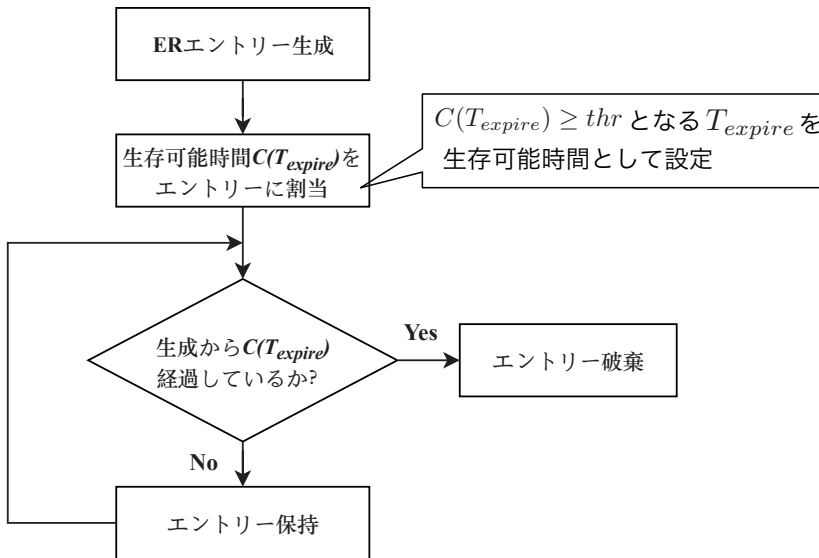 ERエントリー生成
生存可能時間C(T_expire)を
エントリーに割当
C(T_expire) ≥ thr となる T_expire を
生存可能時間として設定
生成からC(T_expire)
経過しているか?
Yes
エントリー破棄
No
エントリー保持